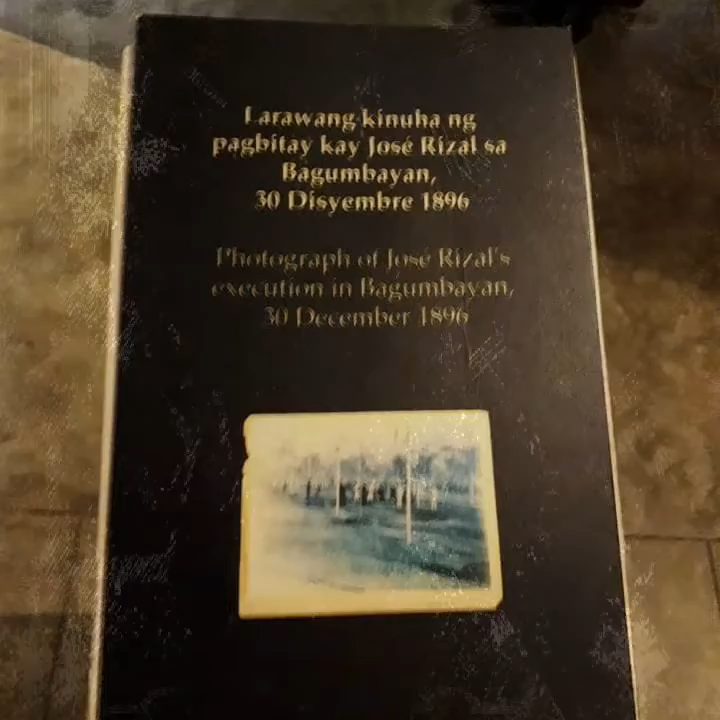 Larawang kinuha ng
pagbitay kay José Rizal sa
Bagumbayan,
30 Disyembre 1896
Photograph of José Rizal's
execution in Bagumbayan,
30 December 1896